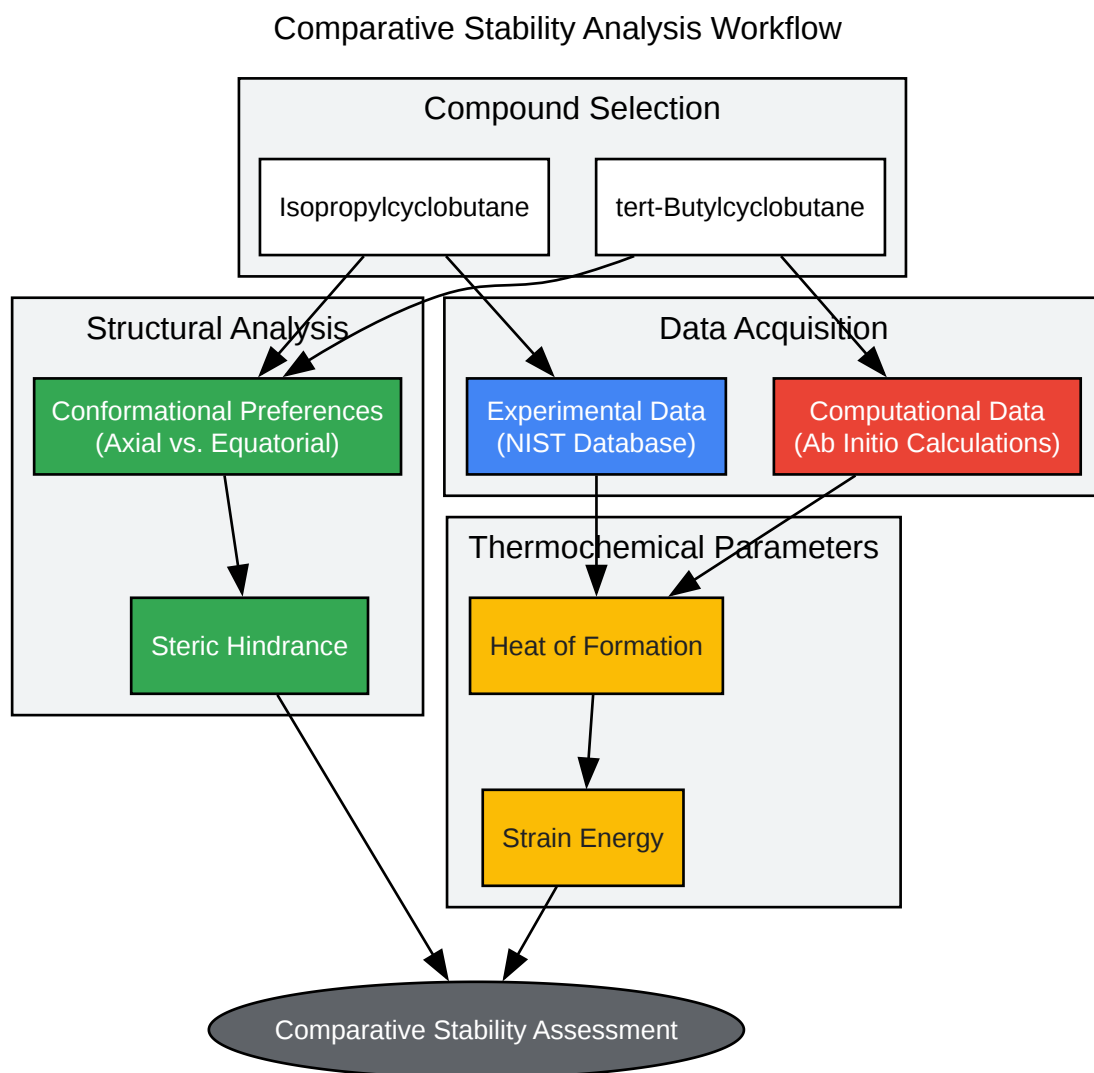 Comparative Stability Analysis Workflow
Compound Selection
Isopropylcyclobutane
tert-Butylcyclobutane
Structural Analysis
Data Acquisition
Conformational Preferences
(Axial vs. Equatorial)
Experimental Data
(NIST Database)
Computational Data
(Ab Initio Calculations)
Thermochemical Parameters
Steric Hindrance
Heat of Formation
Strain Energy
Comparative Stability Assessment